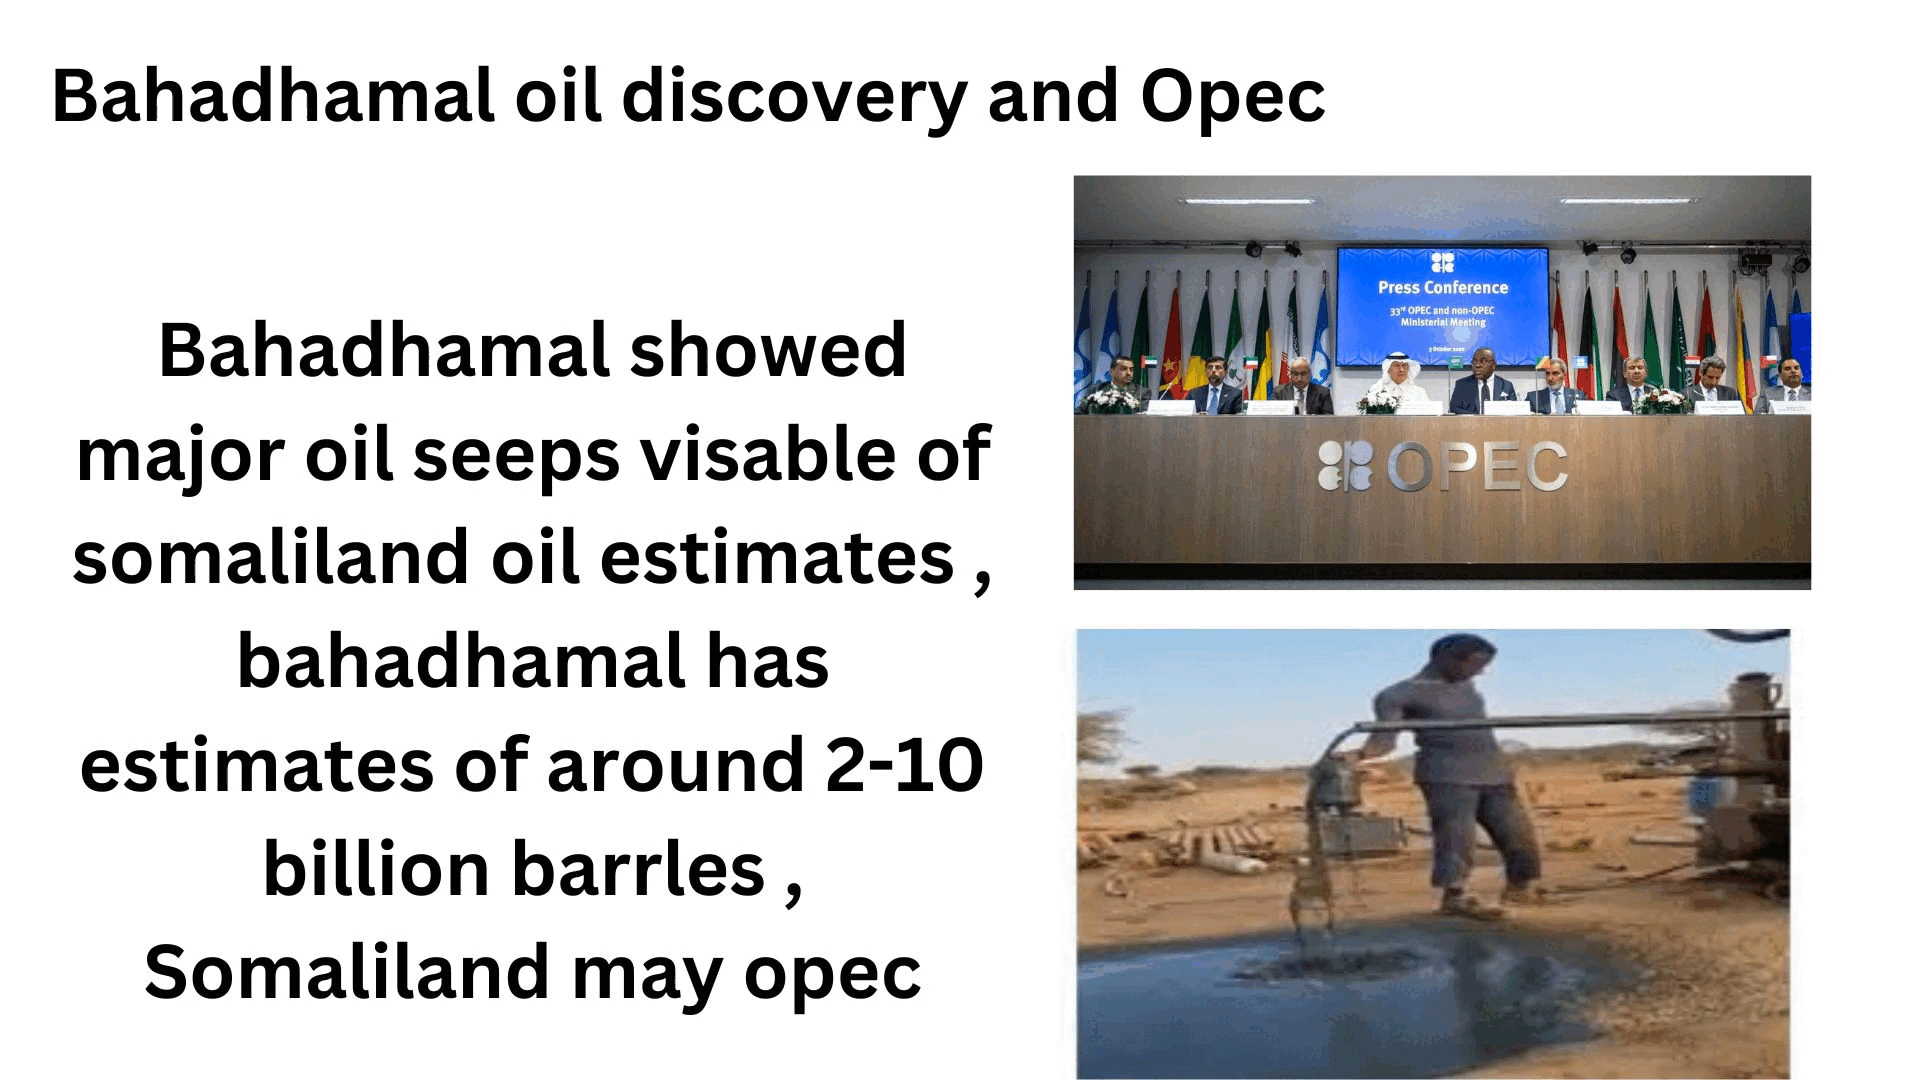 Bahadhamal oil discovery and Opec
Bahadhamal showed
major oil seeps visable of
somaliland oil estimates ,
bahadhamal has
estimates of around 2-10
billion barrles ,
Somaliland may opec
OPEC
Press Conference
33rd OPEC and non-OPEC
Ministerial Meeting
OPEC